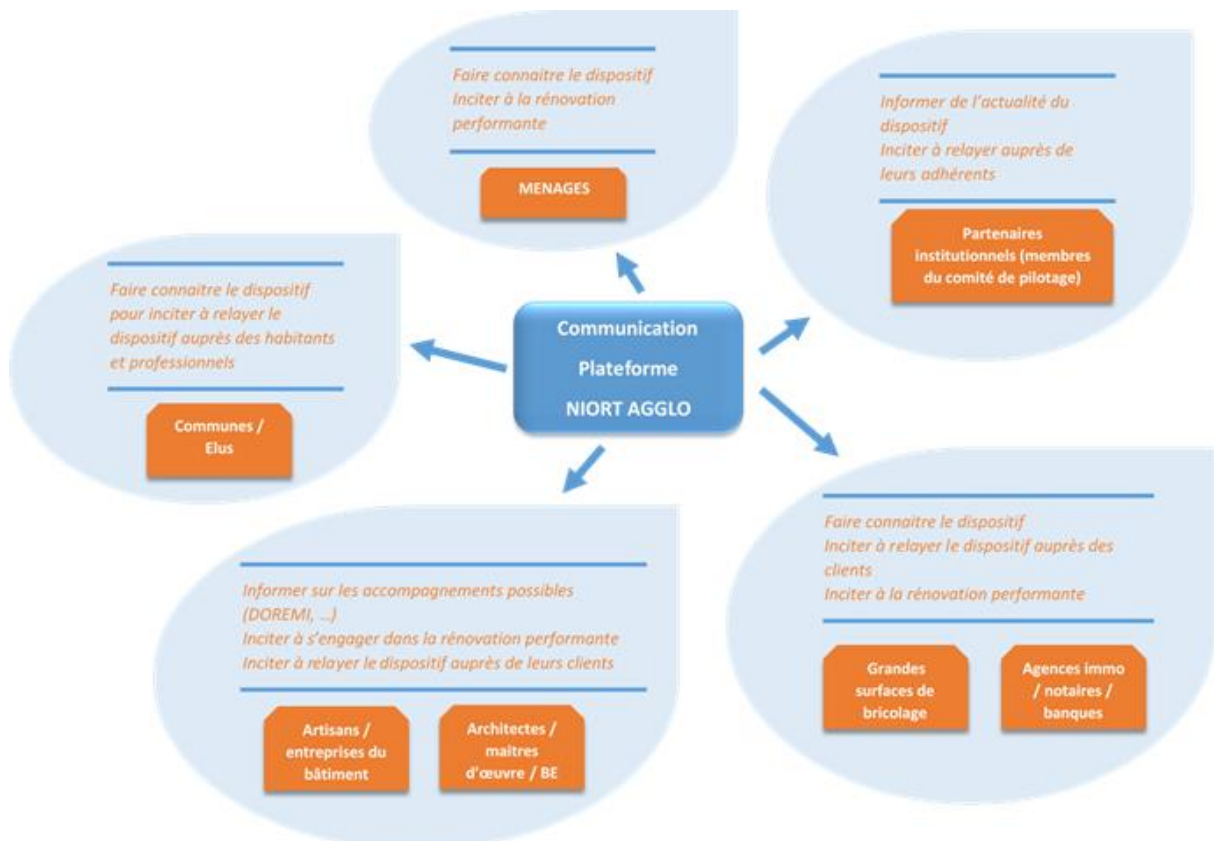 Faire connaitre le dispositif
Inciter à la rénovation
performante
MENAGES
Informer de l'actualité du
dispositif
Inciter à relayer auprès de
leurs adhérents
Partenaires
institutionnels (membres
du comité de pilotage)
Faire connaitre le dispositif
pour inciter à relayer le
dispositif auprès des habitants
et professionnels
Communes /
Elus
Communication
Plateforme
NIORT AGGLO
Informer sur les accompagnements possibles
(DOREMI, ...)
Inciter à s'engager dans la rénovation performante
Inciter à relayer le dispositif auprès de leurs clients
Artisans /
entreprises du
bâtiment
Architectes /
maitres
d'œuvre / BE
Faire connaitre le dispositif
Inciter à relayer le dispositif auprès des
clients
Inciter à la rénovation performante
Grandes
surfaces de
bricolage
Agences immo
/ notaires /
banques